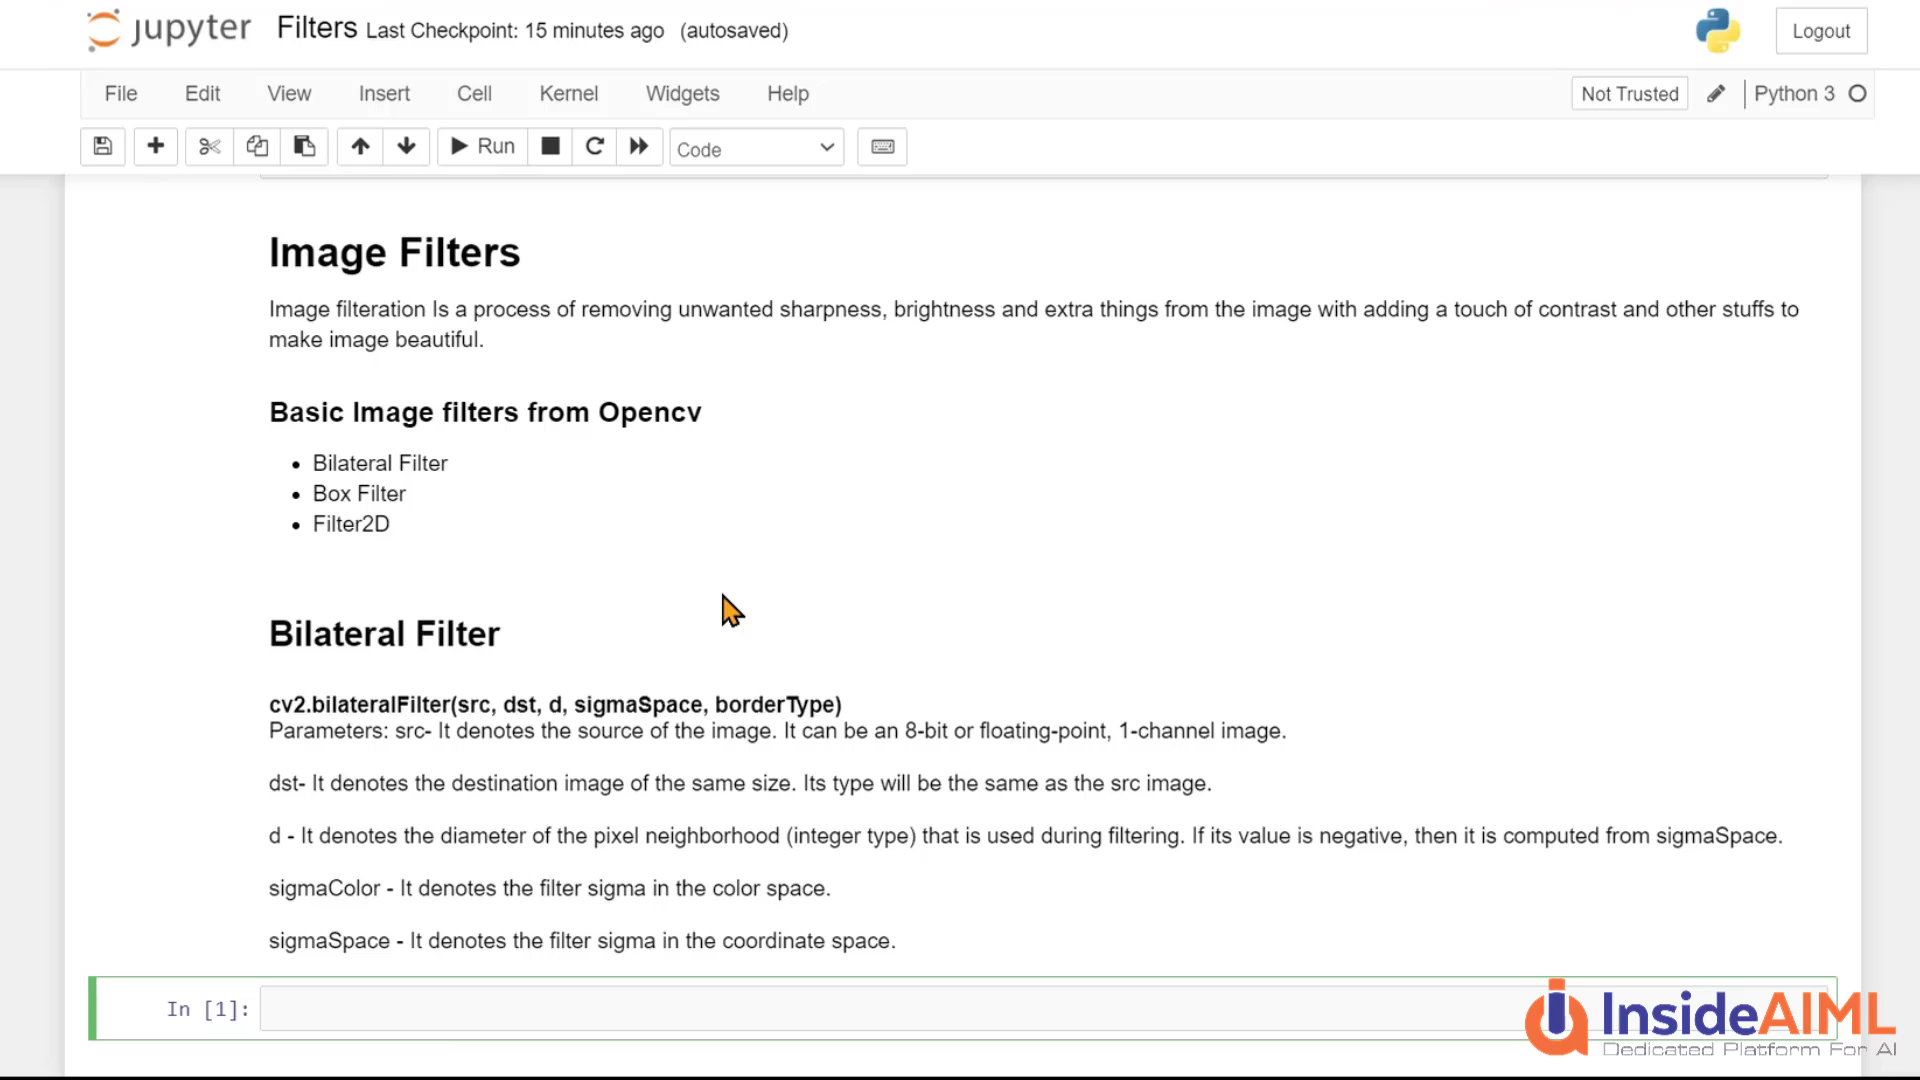 jupyter Filters Last Checkpoint: 15 minutes ago (autosaved) Logout
File Edit View Insert Cell Kernel Widgets Help Not Trusted Python 3
Run Code
Image Filters
Image filteration Is a process of removing unwanted sharpness, brightness and extra things from the image with adding a touch of contrast and other stuffs to
make image beautiful.
Basic Image filters from Opencv
• Bilateral Filter
• Box Filter
• Filter2D
Bilateral Filter
cv2.bilateralFilter(src, dst, d, sigmaSpace, borderType)
Parameters: src- It denotes the source of the image. It can be an 8-bit or floating-point, 1-channel image.
dst- It denotes the destination image of the same size. Its type will be the same as the src image.
d - It denotes the diameter of the pixel neighborhood (integer type) that is used during filtering. If its value is negative, then it is computed from sigmaSpace.
sigmaColor - It denotes the filter sigma in the color space.
sigmaSpace - It denotes the filter sigma in the coordinate space.
In [1]:
InsideAIML
Dedicated Platform For AI